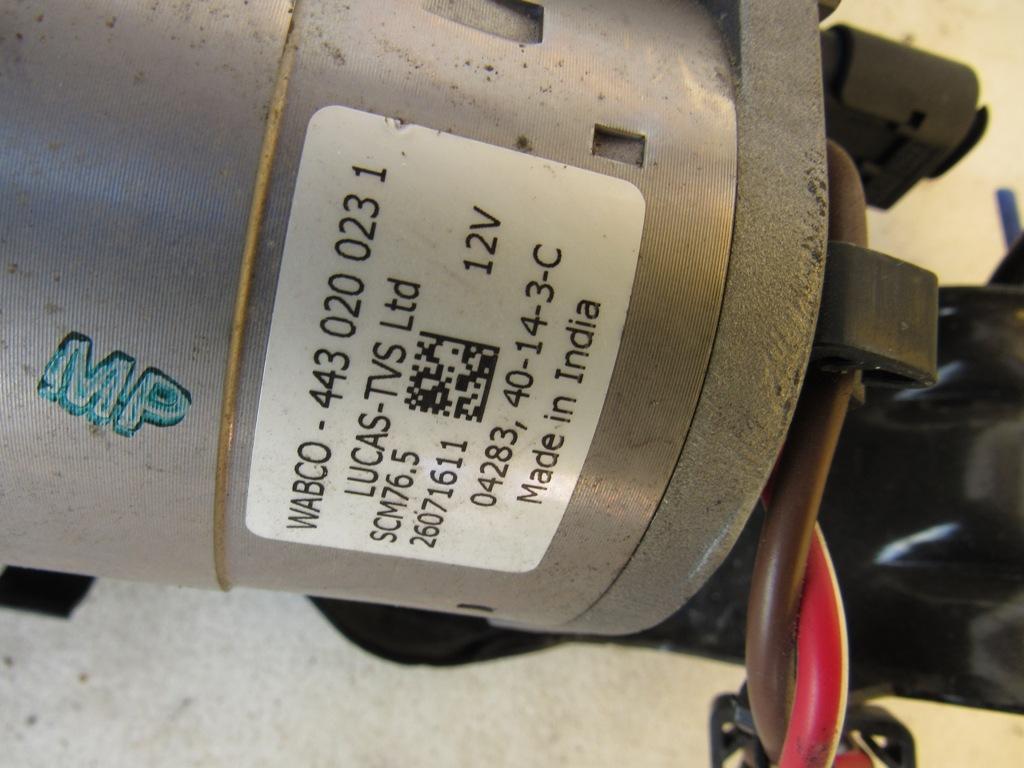 WABCO - 443 020 023 1
LUCAS-TVS Ltd
SCM76.5 12V
26071611
04283, 40-14-3-C
Made in India
MP